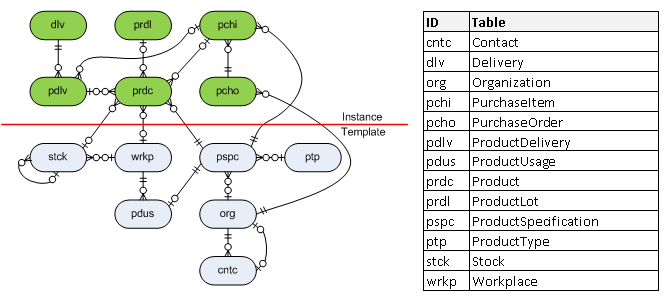 dlv prdl pchi
pdlv prdc pcho
Instance
Template
stck wrkp pspc ptp
pdus org
cntc
ID Table
cntc Contact
dlv Delivery
org Organization
pchi PurchaseItem
pcho PurchaseOrder
pdlv ProductDelivery
pdus ProductUsage
prdc Product
prdl ProductLot
pspc ProductSpedfication
ptp ProductType
stck Stock
wrkp Workplace